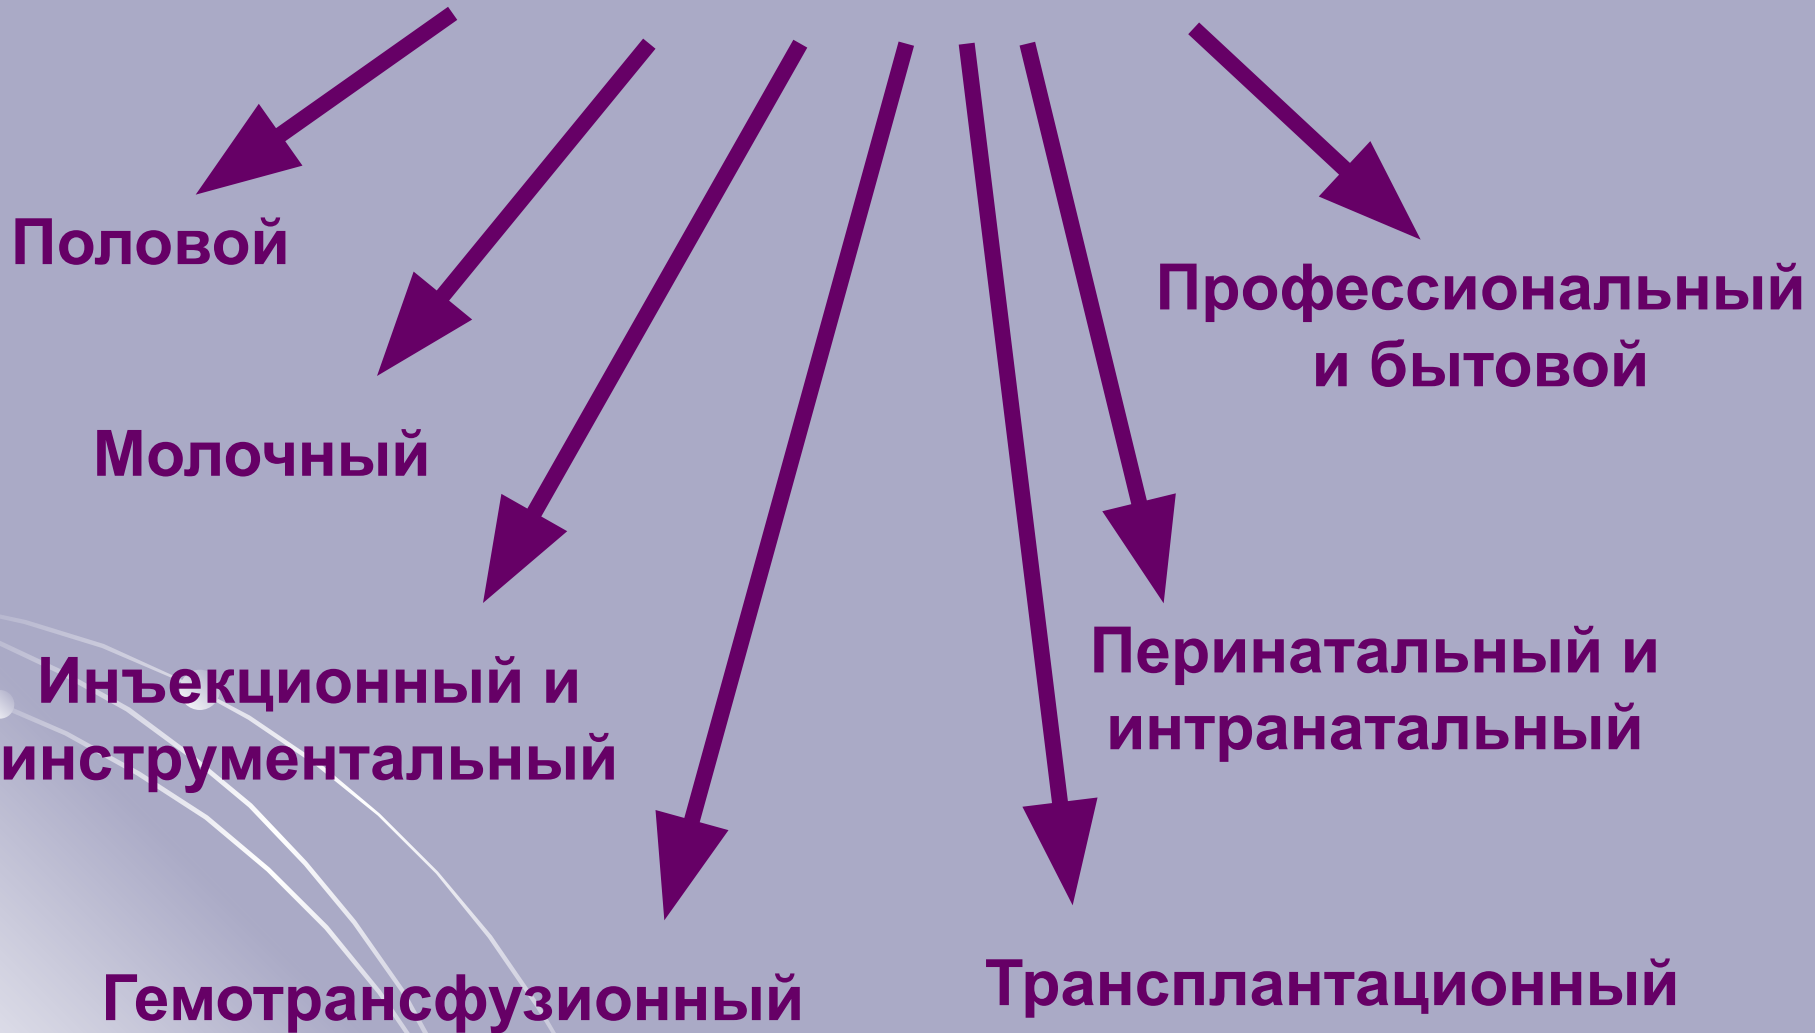 Половой
Профессиональный
и бытовой
Молочный
Инъекционный и
инструментальный
Перинатальный и
интранатальный
Гемотрансфузионный
Трансплантационный